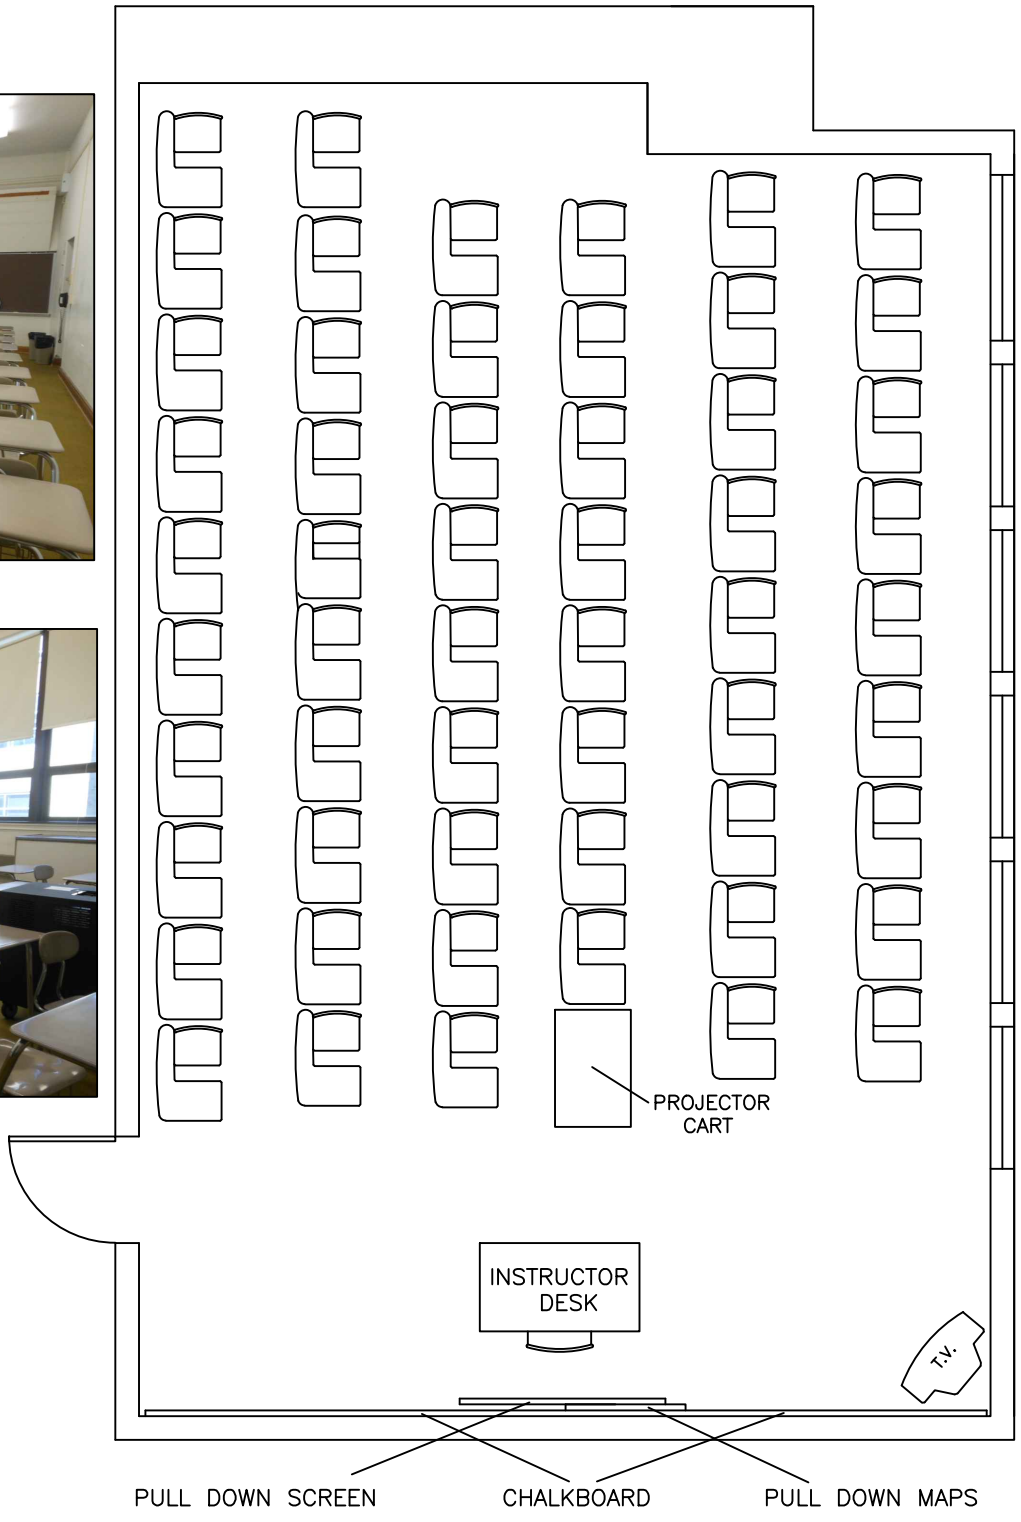 PROJECTOR
CART
INSTRUCTOR
DESK
T.V.
PULL DOWN SCREEN
CHALKBOARD
PULL DOWN MAPS